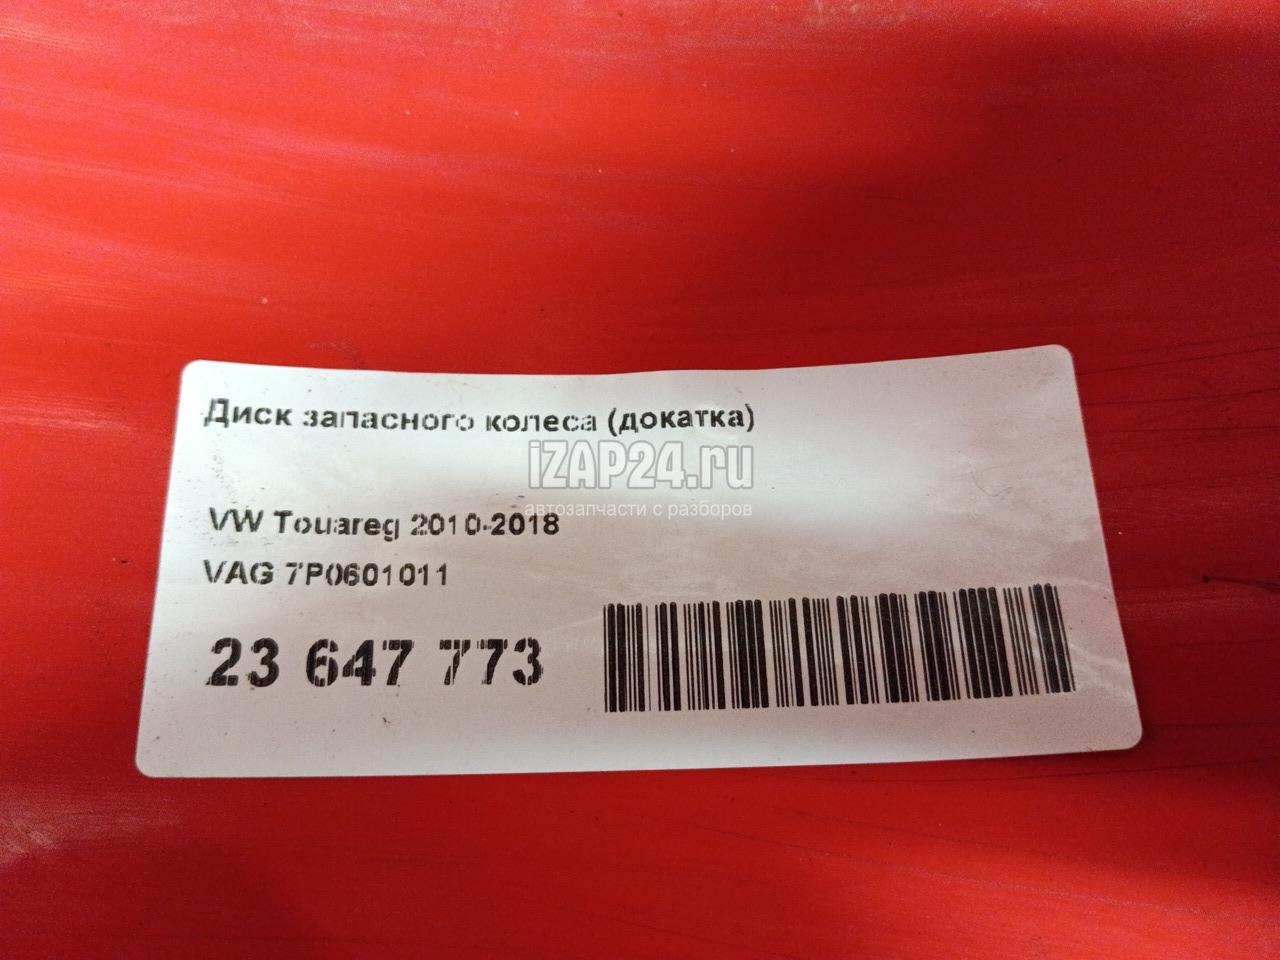 Диск запасного колеса (докатка)
iZAP24.ru
автозапчасти с разборов
VW Touareg 2010-2018
VAG 7P0601011
23 647 773